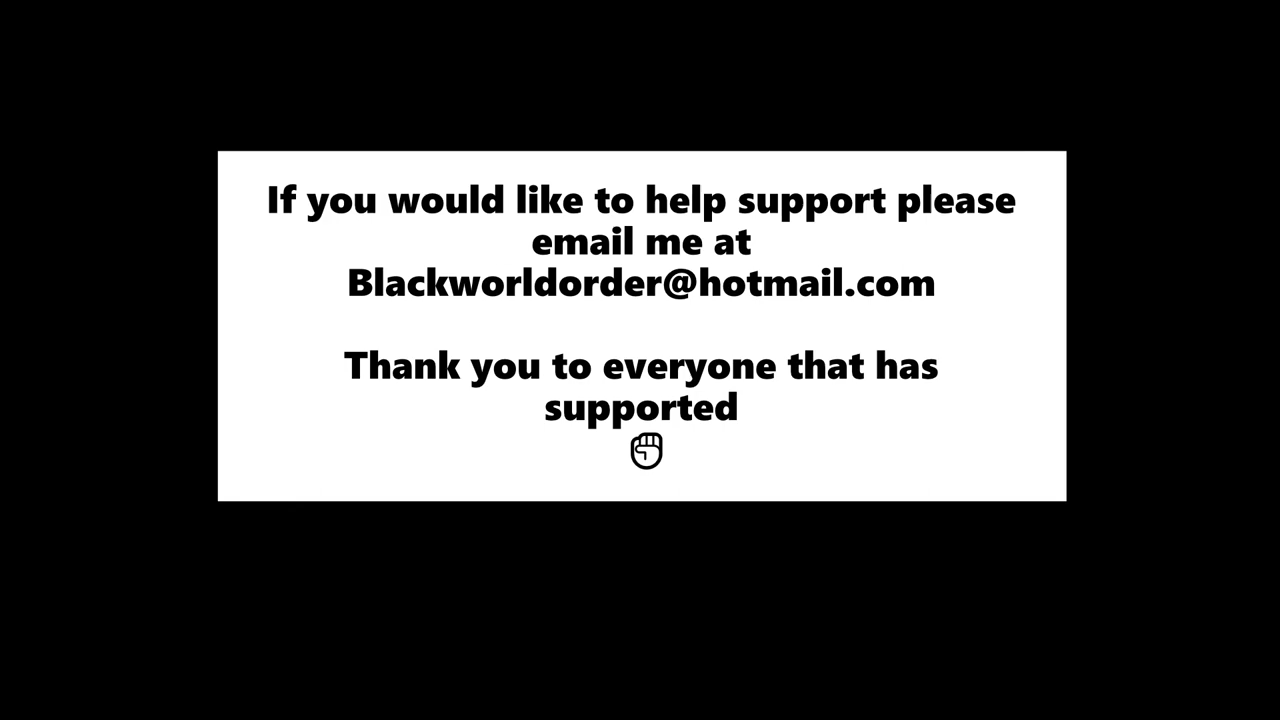 If you would like to help support please
email me at
Blackworldorder@hotmail.com
Thank you to everyone that has
supported